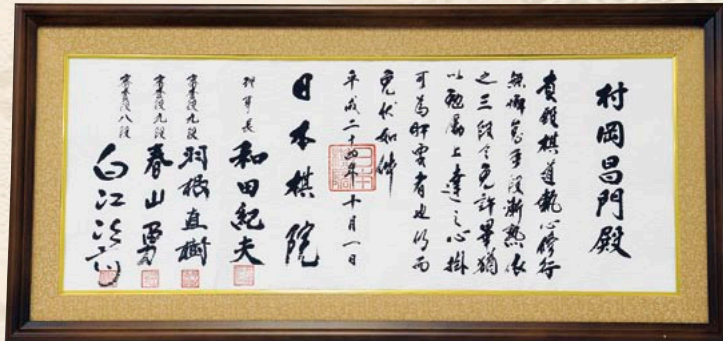 村岡昌門殿
貴殿棋道執心修行
無懈怠手段漸熟依
之三段令免許畢猶
以勉励上達之心掛
可為肝要者也仍而
免状如件
平成二十四年十月一日
日本棋院
理事長 和田紀夫
審査役九段 羽根直樹
審査役九段 春山勇
審査役八段 白江治